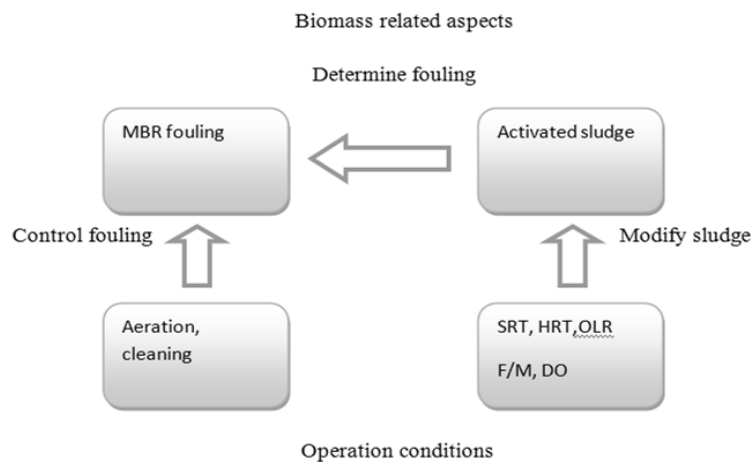 Biomass related aspects
Determine fouling
MBR fouling
Activated sludge
Control fouling
Modify sludge
Aeration,
cleaning
SRT, HRT,OLR
F/M, DO
Operation conditions